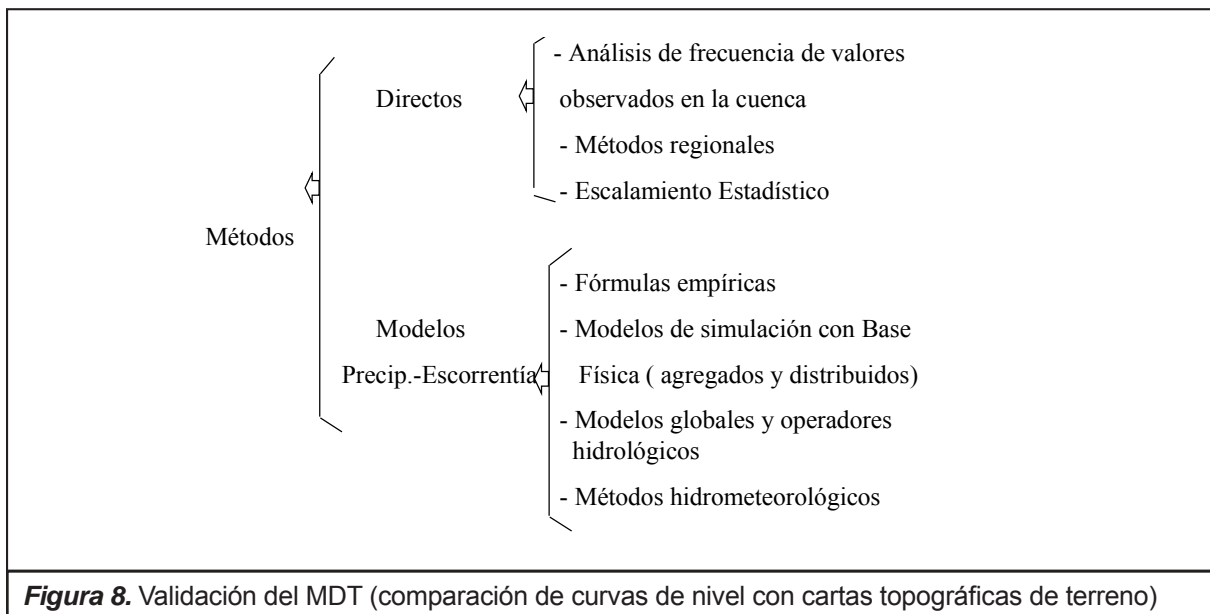 - Análisis de frecuencia de valores
Directos
observados en la cuenca
- Métodos regionales
- Escalamiento Estadístico
Métodos
- Fórmulas empíricas
Modelos
- Modelos de simulación con Base
Precip.-Escorrentía
Física ( agregados y distribuidos)
- Modelos globales y operadores
hidrológicos
- Métodos hidrometeorológicos
Figura 8. Validación del MDT (comparación de curvas de nivel con cartas topográficas de terreno)